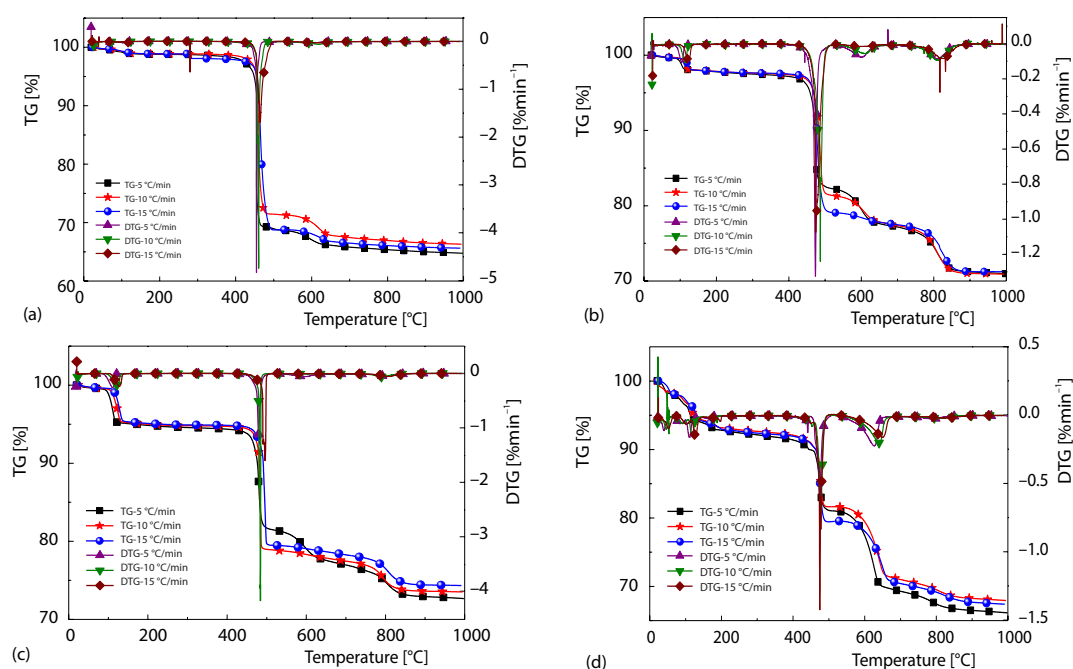 100
90
80
70
60
TG [%]
0
−1
−2
−3
−4
−5
DTG [%min⁻¹]
TG-5 °C/min
TG-10 °C/min
TG-15 °C/min
DTG-5 °C/min
DTG-10 °C/min
DTG-15 °C/min
0 200 400 600 800 1000
(a)
Temperature [°C]
100
90
80
70
TG [%]
0.0
−0.2
−0.4
−0.6
−0.8
−1.0
−1.2
DTG [%min⁻¹]
TG-5 °C/min
TG-10 °C/min
TG-15 °C/min
DTG-5 °C/min
DTG-10 °C/min
DTG-15 °C/min
0 200 400 600 800 1000
(b)
Temperature [°C]
100
90
80
70
TG [%]
0
−1
−2
−3
−4
DTG [%min⁻¹]
TG-5 °C/min
TG-10 °C/min
TG-15 °C/min
DTG-5 °C/min
DTG-10 °C/min
DTG-15 °C/min
0 200 400 600 800 1000
(c)
Temperature [°C]
100
90
80
70
TG [%]
0.5
0.0
−0.5
−1.0
−1.5
DTG [%min⁻¹]
TG-5 °C/min
TG-10 °C/min
TG-15 °C/min
DTG-5 °C/min
DTG-10 °C/min
DTG-15 °C/min
0 200 400 600 800 1000
(d)
Temperature [°C]